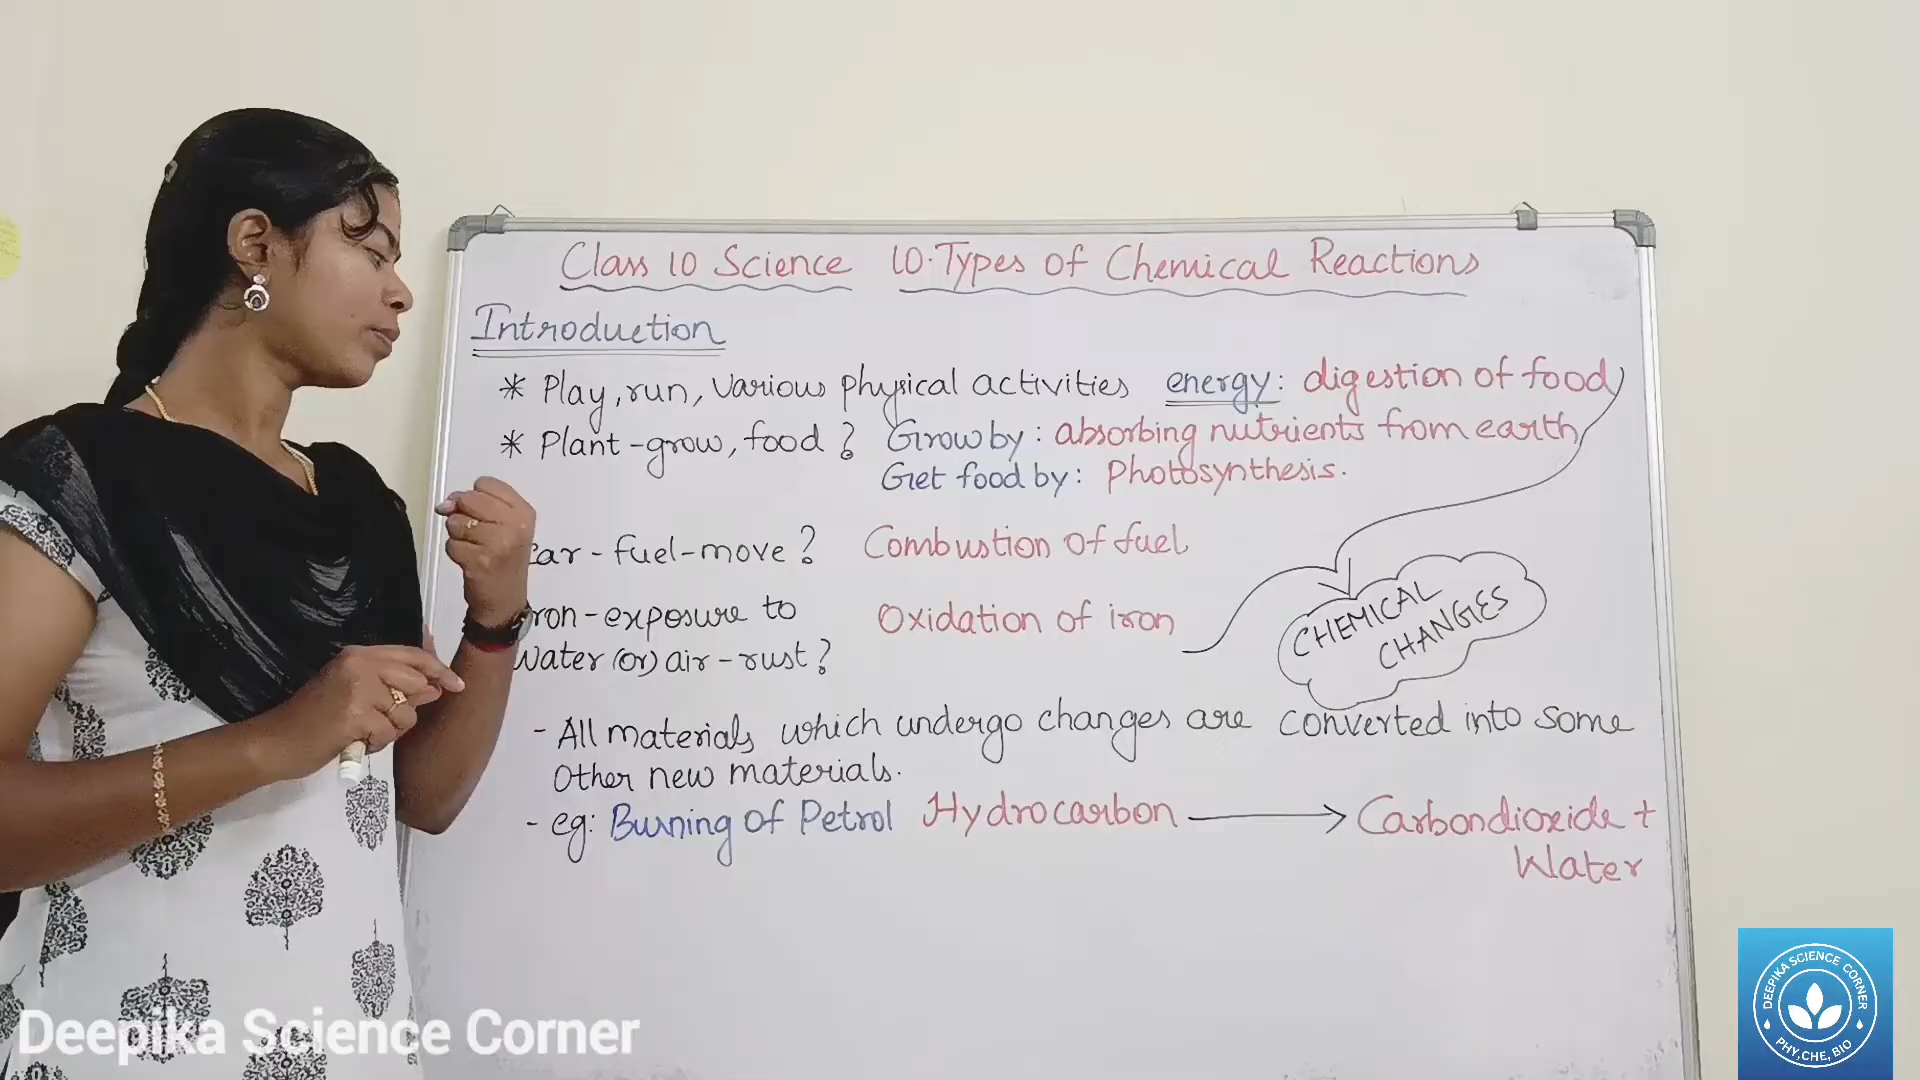 Class 10 Science 10. Types of Chemical Reactions
Introduction
* Play, run, various physical activities energy: digestion of food
* Plant - grow, food? Grow by: absorbing nutrients from earth
Get food by: Photosynthesis.
car - fuel - move? Combustion of fuel
Iron - exposure to Oxidation of iron
Water (or) air - rust?
CHEMICAL
CHANGES
- All materials which undergo changes are converted into some
other new materials.
- eg: Burning of Petrol Hydrocarbon → Carbondioxide +
Water
Deepika Science Corner
DEEPIKA SCIENCE CORNER
PHY, CHE, BIO